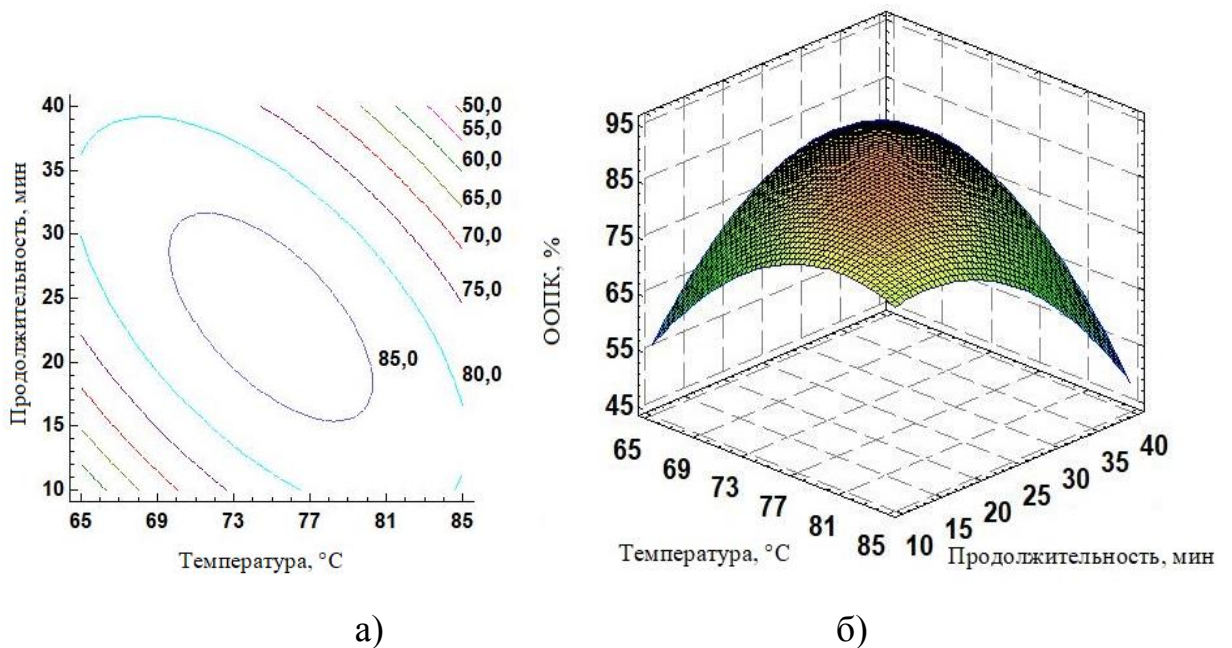 40
35
30
25
20
15
10
Продолжительность, мин
65 69 73 77 81 85
Температура, °C
50,0
55,0
60,0
65,0
70,0
75,0
80,0
85,0
а)
95
85
75
65
55
45
ООПК, %
65 69 73 77 81 85
Температура, °C
10 15 20 25 30 35 40
Продолжительность, мин
б)